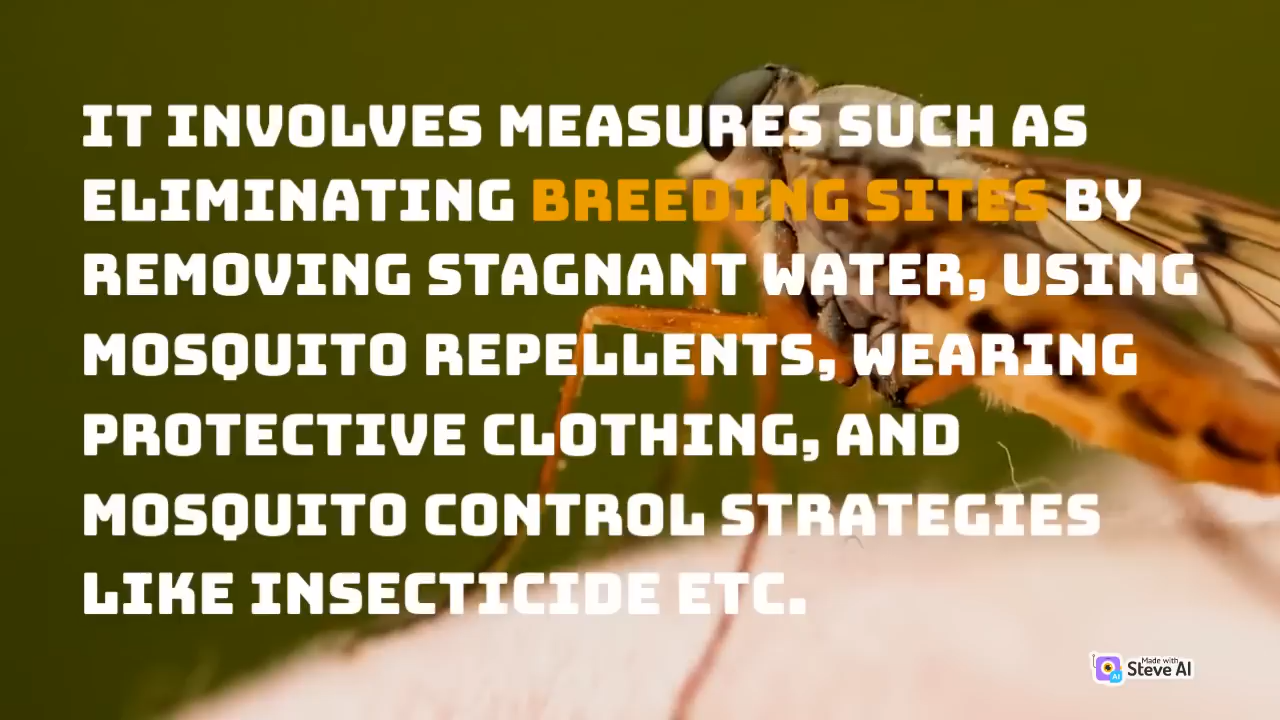 IT INVOLVES MEASURES SUCH AS
ELIMINATING BREEDING SITES BY
REMOVING STAGNANT WATER, USING
MOSQUITO REPELLENTS, WEARING
PROTECTIVE CLOTHING, AND
MOSQUITO CONTROL STRATEGIES
LIKE INSECTICIDE ETC.
Made with
Steve AI
AI